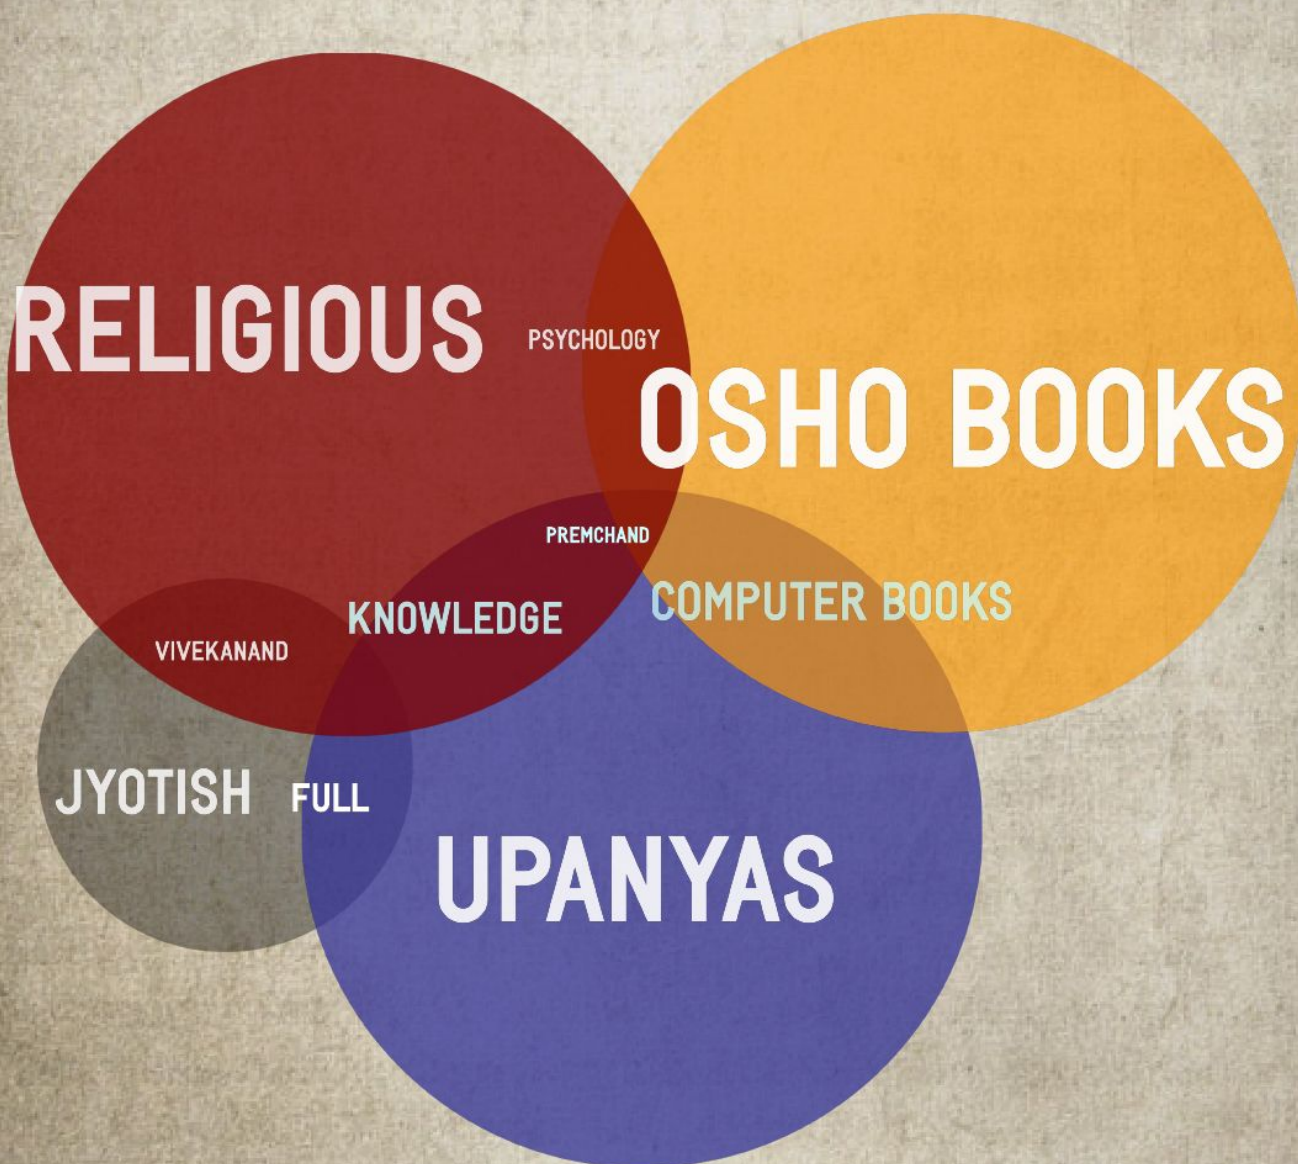 RELIGIOUS
PSYCHOLOGY
OSHO BOOKS
PREMCHAND
COMPUTER BOOKS
KNOWLEDGE
VIVEKANAND
JYOTISH
FULL
UPANYAS